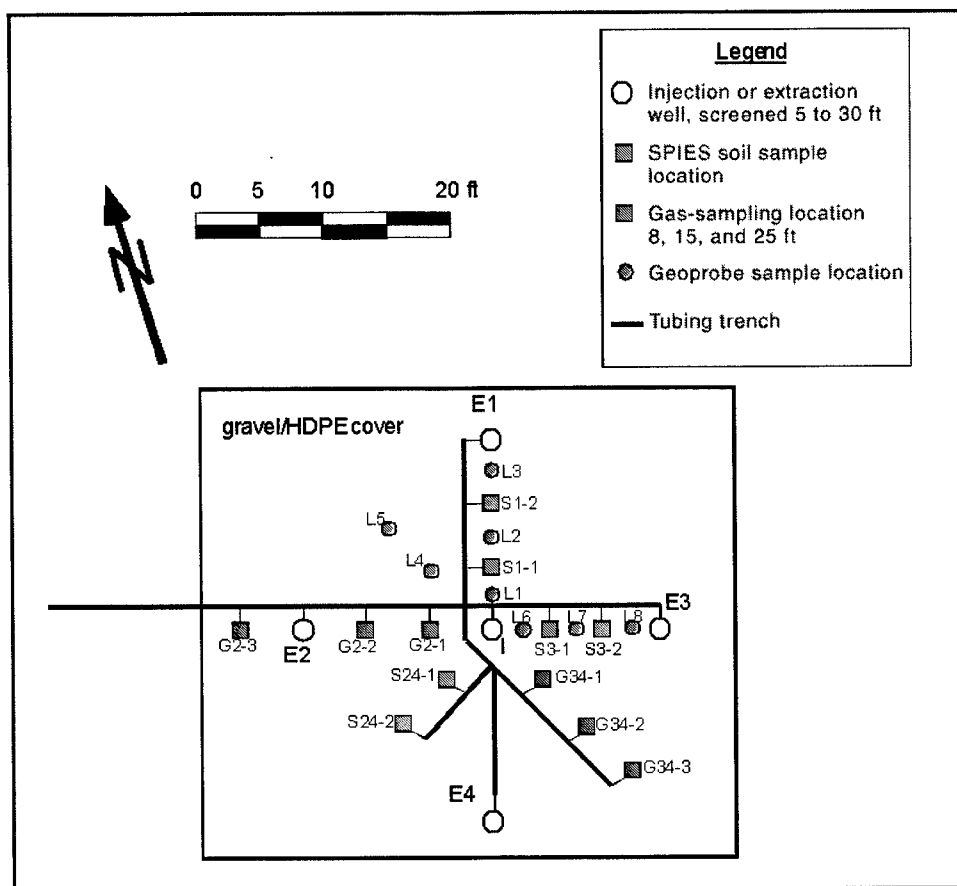 Legend
Injection or extraction
well, screened 5 to 30 ft
SPIES soil sample
location
Gas-sampling location
8, 15, and 25 ft
Geoprobe sample location
Tubing trench
0 5 10 20 ft
N
gravel/HDPE cover
E1
L3
S1-2
L5
L2
L4
S1-1
L1
E3
L6 L7 L8
G2-3 E2 G2-2 G2-1 I S3-1 S3-2
S24-1 G34-1
S24-2 G34-2
G34-3
E4